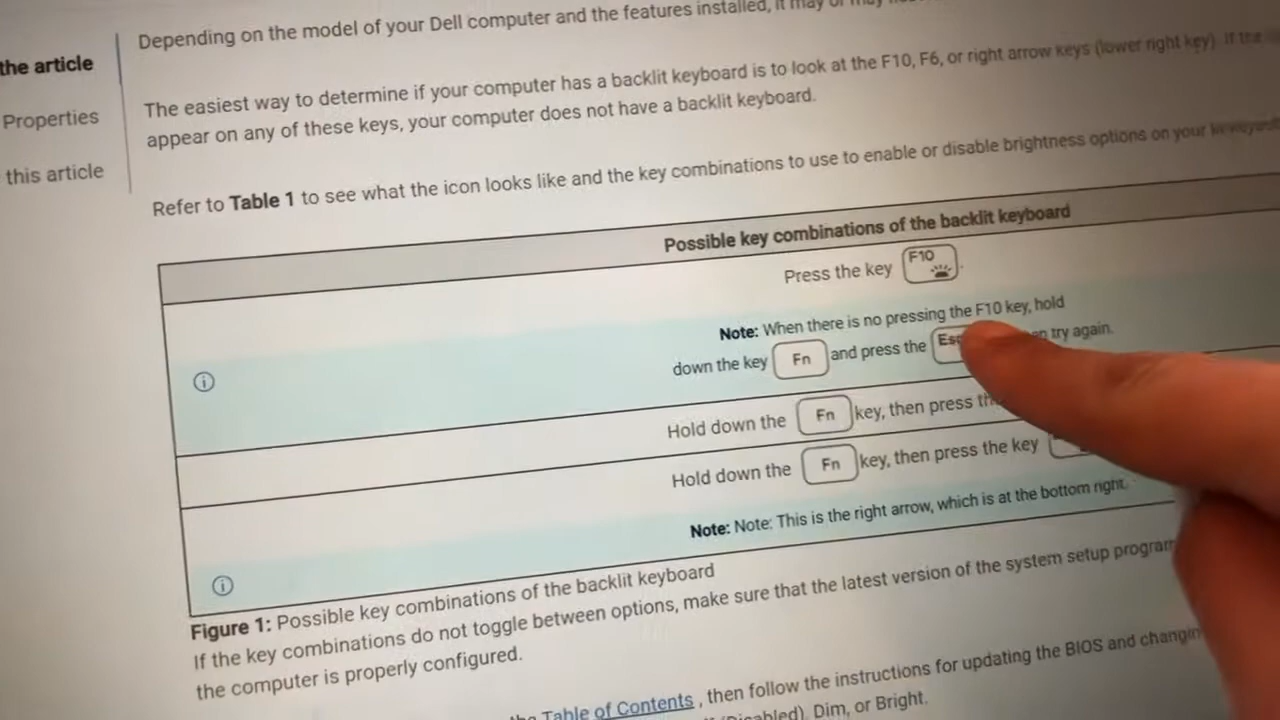 Depending on the model of your Dell computer and the features installed, it may or may
the article
The easiest way to determine if your computer has a backlit keyboard is to look at the F10, F6, or right arrow keys (lower right key). If the
Properties
appear on any of these keys, your computer does not have a backlit keyboard.
this article
Refer to Table 1 to see what the icon looks like and the key combinations to use to enable or disable brightness options on your
Possible key combinations of the backlit keyboard
Press the key F10 .
Note: When there is no pressing the F10 key, hold
down the key Fn and press the Esc try again.
Hold down the Fn key, then press
Hold down the Fn key, then press the key
Note: Note: This is the right arrow, which is at the bottom right.
Figure 1: Possible key combinations of the backlit keyboard
If the key combinations do not toggle between options, make sure that the latest version of the system setup program
the computer is properly configured.
Table of Contents , then follow the instructions for updating the BIOS and
(Disabled), Dim, or Bright.